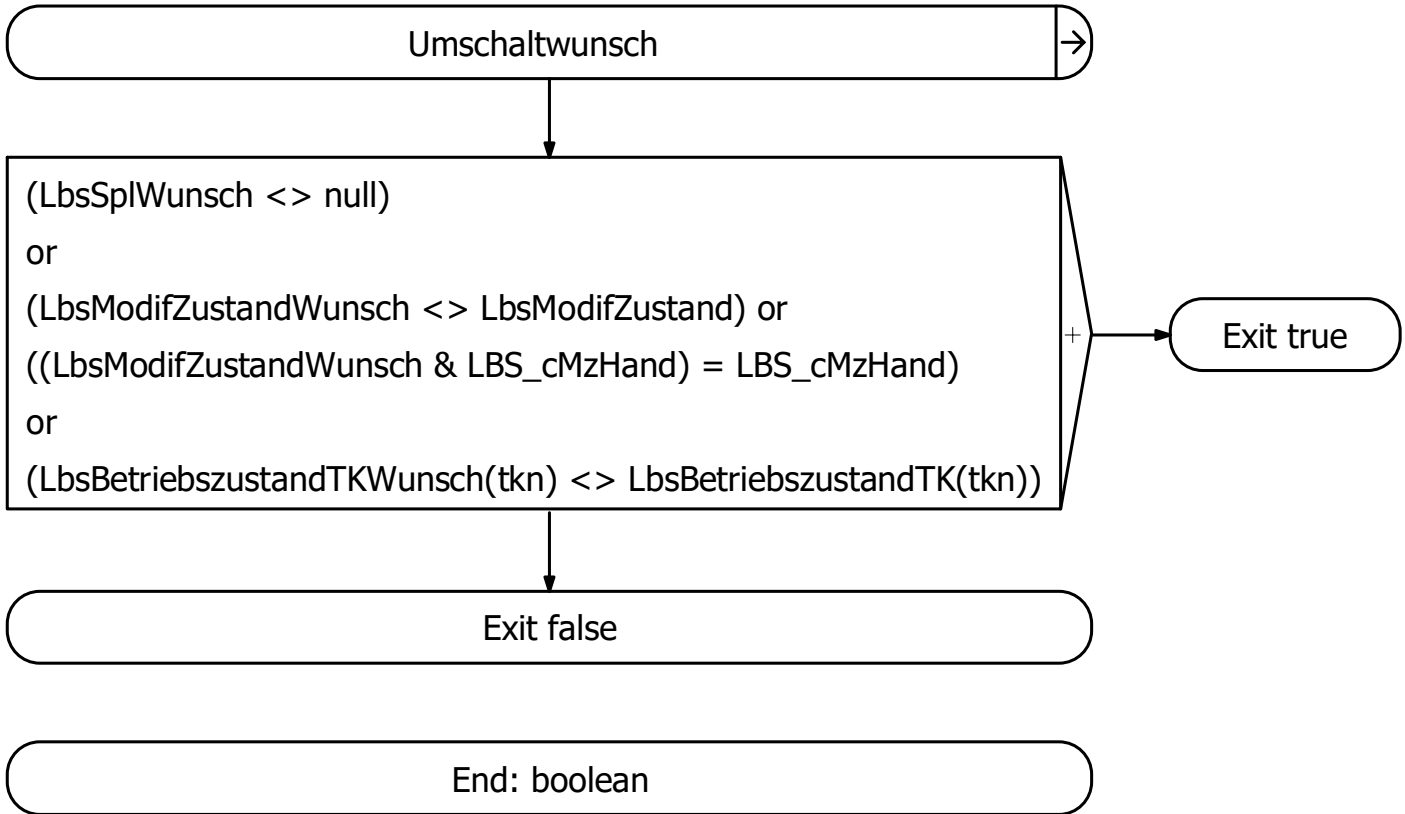 Umschaltwunsch
(LbsSplWunsch <> null)
or
(LbsModifZustandWunsch <> LbsModifZustand) or
((LbsModifZustandWunsch & LBS_cMzHand) = LBS_cMzHand)
or
(LbsBetriebszustandTKWunsch(tkn) <> LbsBetriebszustandTK(tkn))
+
Exit true
Exit false
End: boolean